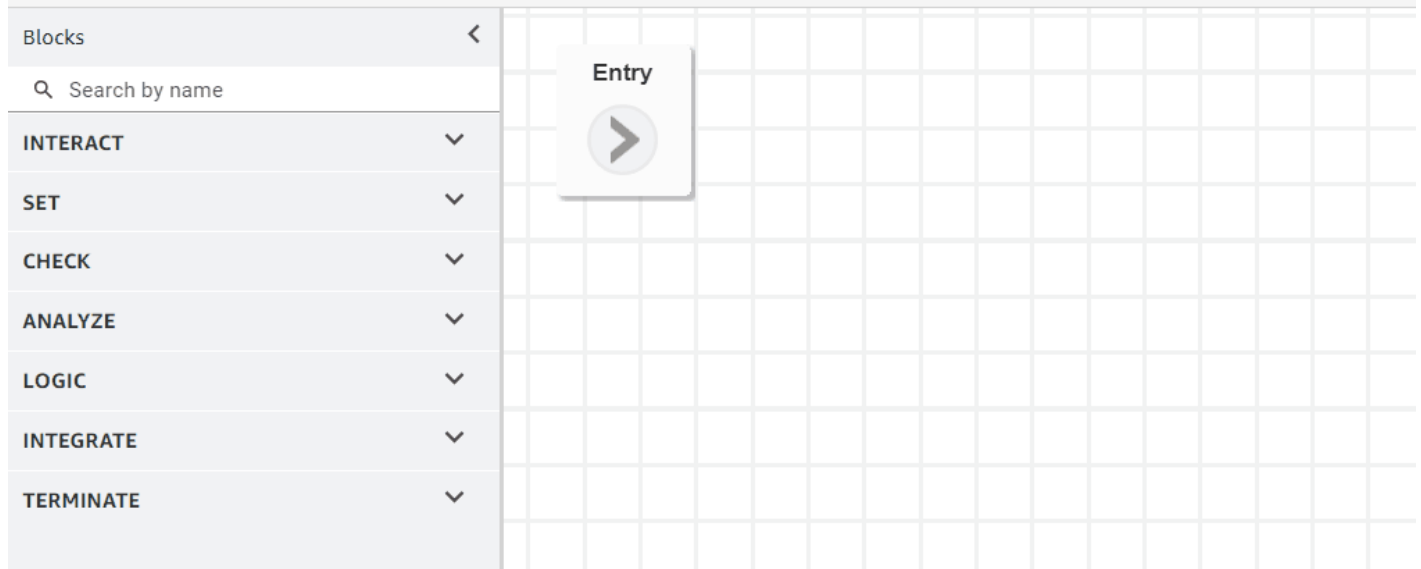 Blocks
Search by name
INTERACT
SET
CHECK
ANALYZE
LOGIC
INTEGRATE
TERMINATE
Entry